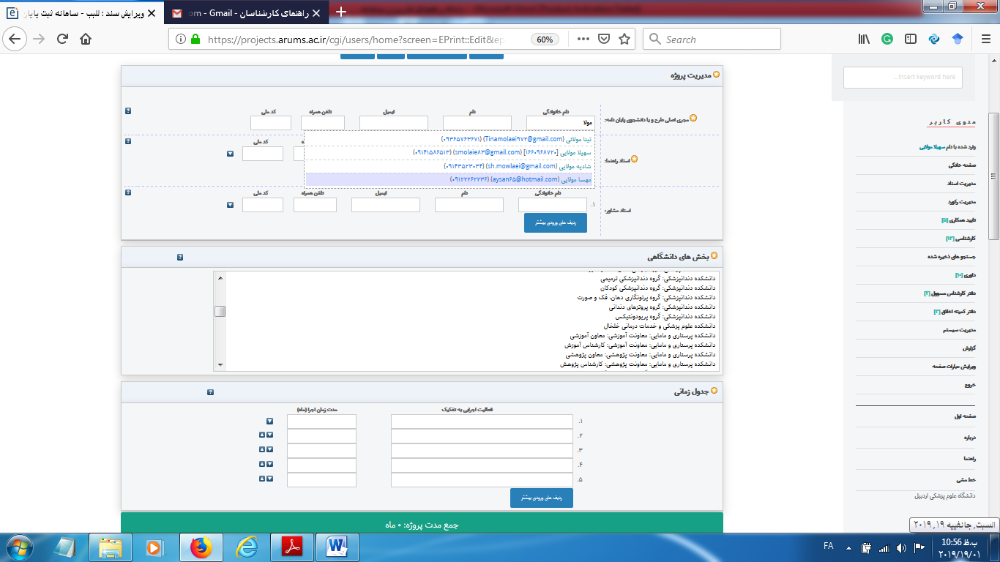 ویرایش سند : للبب - سامانه ثبت پایار
راهنمای کارشناسان - om - Gmail
https://projects.arums.ac.ir/cgi/users/home?screen=EPrint::Edit&ep
60%
Search
Insert keyword here...
منوی کاربر
وارد شده با نام سهیلا مولایی
صفحه خانگی
مدیریت اسناد
مدیریت رکورد
تایید همکاری [۵]
کارشناسی [۱۳]
جستجو های ذخیره شده
داوری [۱۰]
دفتر کارشناس مسوول [۲]
دفتر کمیته اخلاق [۳]
مدیریت سیستم
گزارش
ویرایش عبارات صفحه
خروج
صفحه اول
درباره
راهنما
خط مشی
دانشگاه علوم پزشکی اردبیل
مدیریت پروژه
مجری اصلی طرح و یا دانشجوی پایان نامه:
نام خانوادگی نام ایمیل تلفن همراه کد ملی
مولا
تینا مولائی (Tinamolaei972@gmail.com) (۰۹۳۶۵۷۶۳۶۷۱)
سهیلا مولایی [۱۶۶۰۹۶۸۷۲۰] (smolaie83@gmail.com) (۰۹۱۴۱۵۸۶۵۱۳)
شادیه مولایی (sh.mowlaei@gmail.com) (۰۹۱۴۳۵۲۳۰۳۴)
مهسا مولایی (aysan65@hotmail.com) (۰۹۱۲۲۲۶۲۲۳۶)
استاد راهنما:
کد ملی
استاد مشاور:
نام خانوادگی نام ایمیل تلفن همراه کد ملی
۱.
ردیف های ورودی بیشتر
بخش های دانشگاهی
دانشکده دندانپزشکی: گروه دندانپزشکی ترمیمی
دانشکده دندانپزشکی: گروه دندانپزشکی کودکان
دانشکده دندانپزشکی: گروه پرتونگاری دهان، فک و صورت
دانشکده دندانپزشکی: گروه پروتزهای دندانی
دانشکده دندانپزشکی: گروه پریودونتیکس
دانشکده علوم پزشکی و خدمات درمانی خلخال
دانشکده پرستاری و مامایی: معاونت آموزشی: معاون آموزشی
دانشکده پرستاری و مامایی: معاونت آموزشی: کارشناس آموزش
دانشکده پرستاری و مامایی: معاونت پژوهشی: معاون پژوهشی
دانشکده پرستاری و مامایی: معاونت پژوهشی: کارشناس پژوهش
جدول زمانی
فعالیت اجرایی به تفکیک مدت زمان اجرا (ماه)
۱.
۲.
۳.
۴.
۵.
ردیف های ورودی بیشتر
جمع مدت پروژه: ۰ ماه
السبت, جانفییه ۱۹, ۲۰۱۹
FA
10:56 ب.ظ
۲۰۱۹/۱۹/۰۱